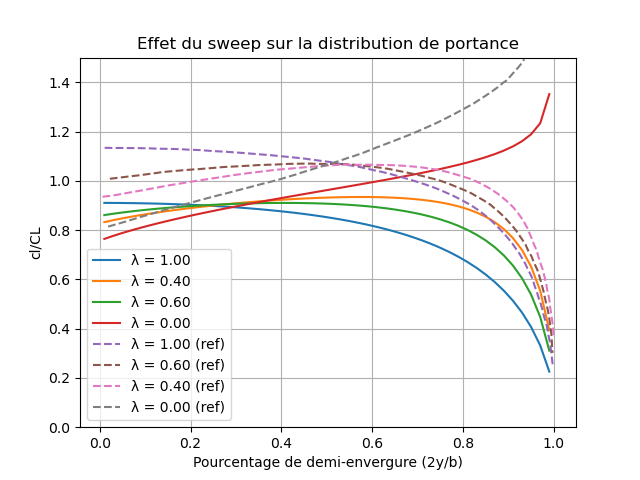 Effet du sweep sur la distribution de portance
cl/CL
1.4
1.2
1.0
0.8
0.6
0.4
0.2
0.0
λ = 1.00
λ = 0.40
λ = 0.60
λ = 0.00
λ = 1.00 (ref)
λ = 0.60 (ref)
λ = 0.40 (ref)
λ = 0.00 (ref)
0.0 0.2 0.4 0.6 0.8 1.0
Pourcentage de demi-envergure (2y/b)